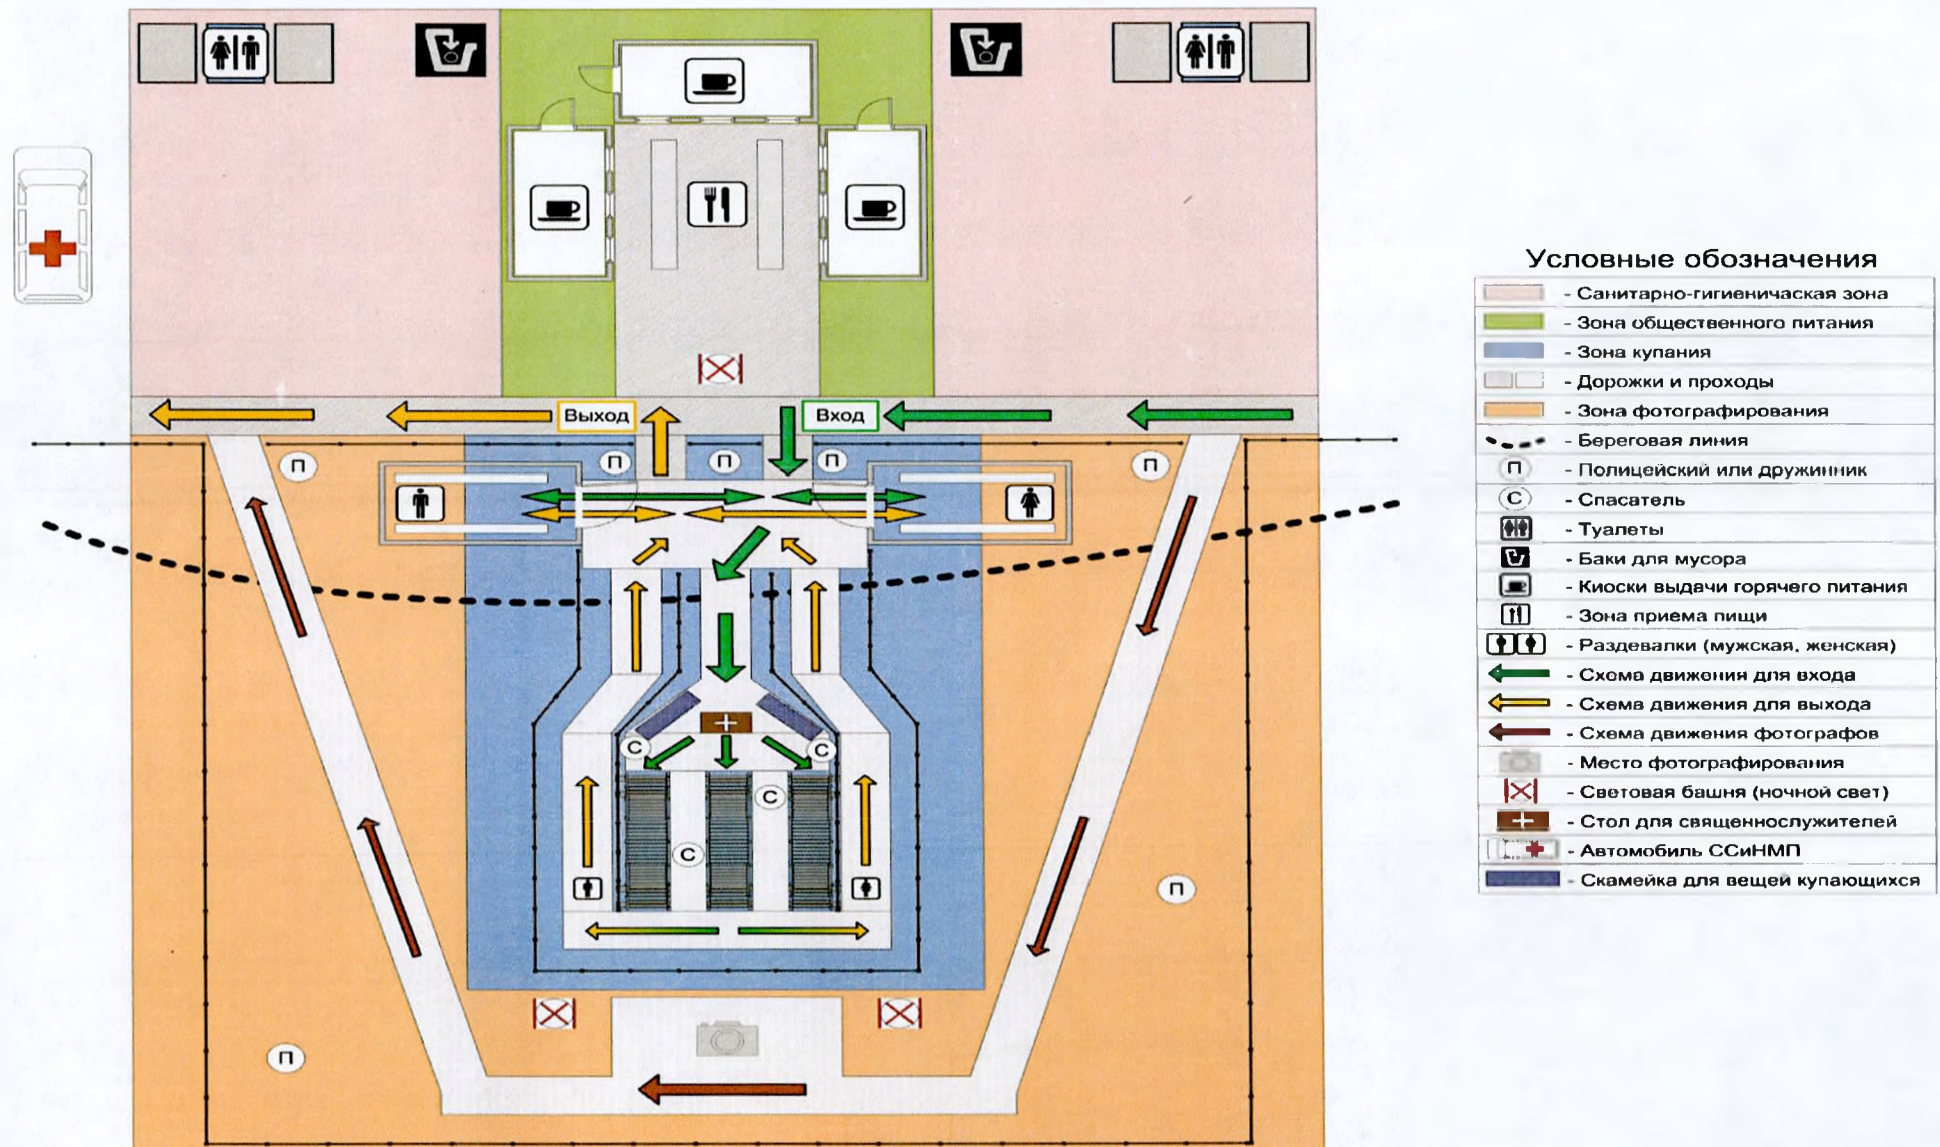 Выход
Вход
П
П
П
П
П
С
С
С
С
П
П
Условные обозначения
- Санитарно-гигиеничаская зона
- Зона общественного питания
- Зона купания
- Дорожки и проходы
- Зона фотографирования
- Береговая линия
П - Полицейский или дружинник
С - Спасатель
- Туалеты
- Баки для мусора
- Киоски выдачи горячего питания
- Зона приема пищи
- Раздевалки (мужская, женская)
- Схома движения для входа
- Схема движения для выхода
- Схема движения фотографов
- Место фотографирования
- Световая башня (ночной свет)
- Стол для священнослужителей
- Автомобиль ССиНМП
- Скамейка для вещей купающихся